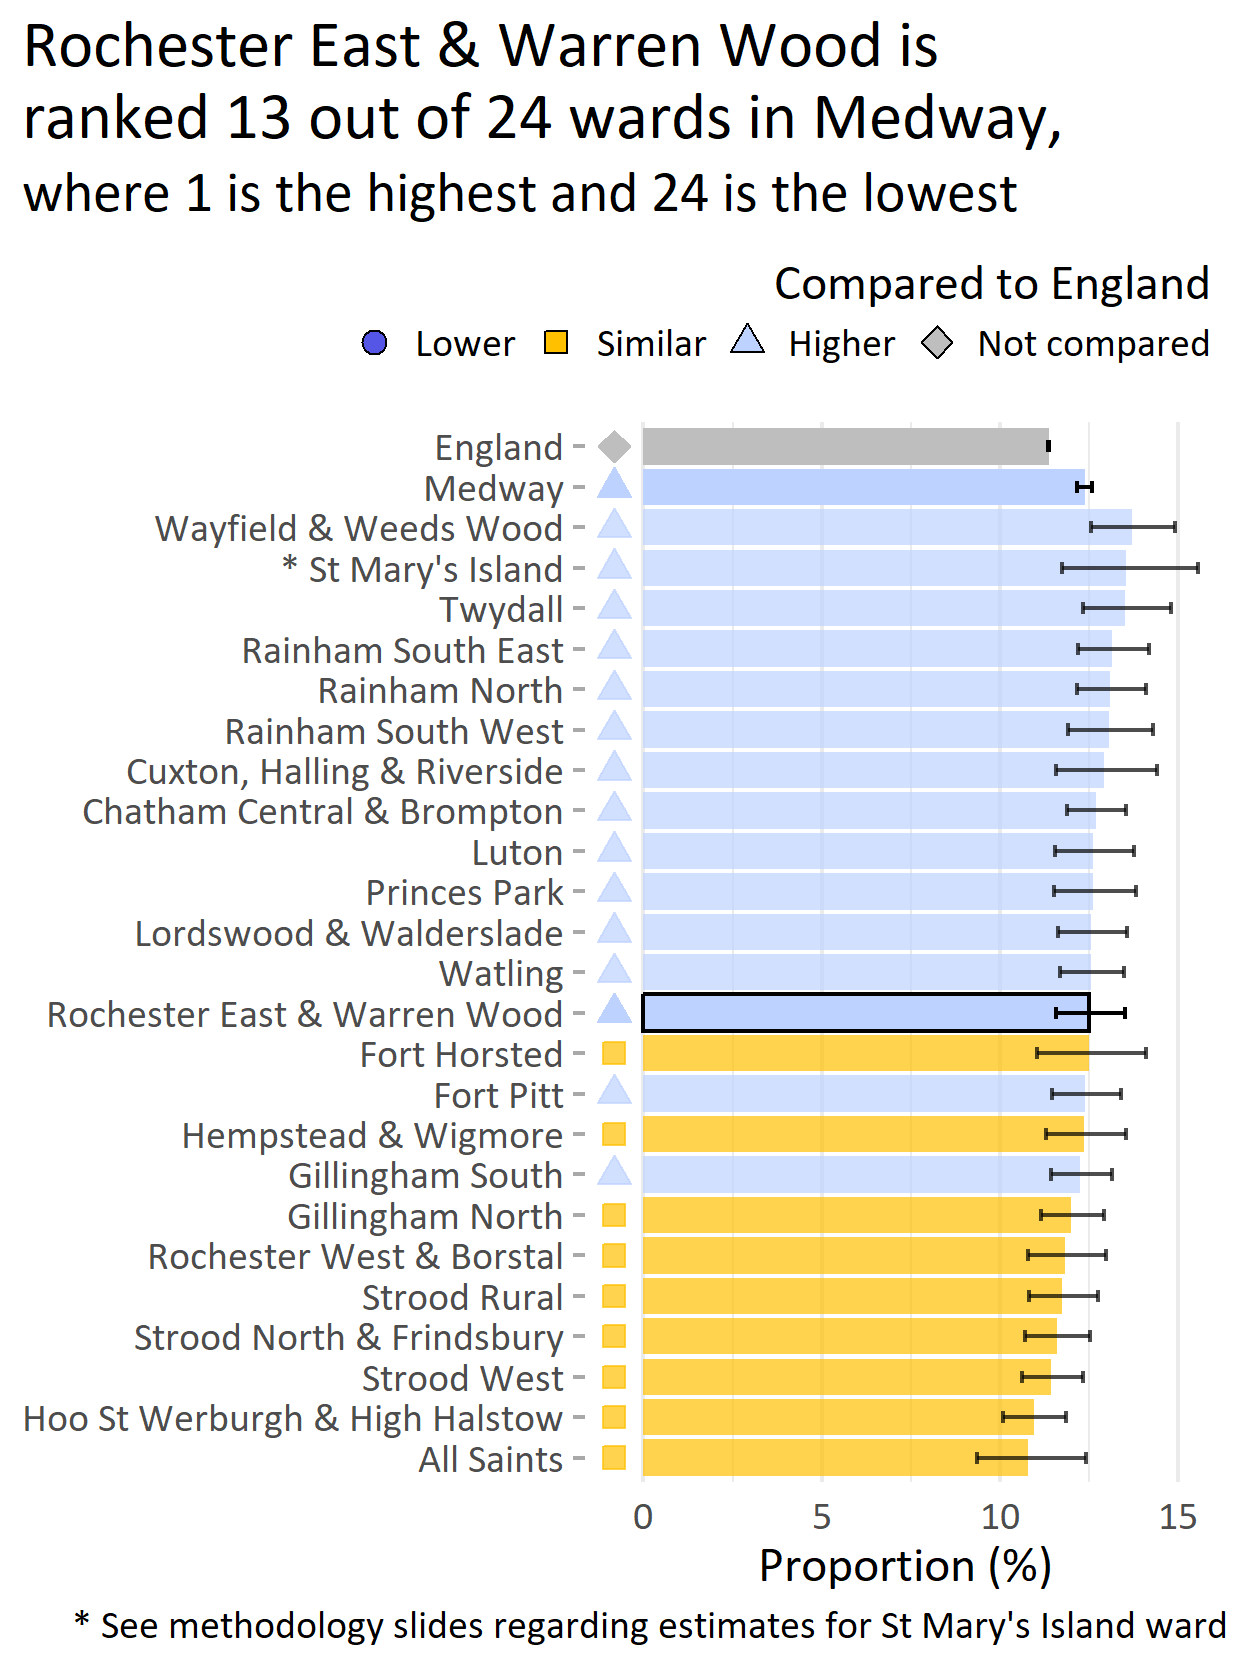 Rochester East & Warren Wood is
ranked 13 out of 24 wards in Medway,
where 1 is the highest and 24 is the lowest
Compared to England
Lower Similar Higher Not compared
England
Medway
Wayfield & Weeds Wood
* St Mary's Island
Twydall
Rainham South East
Rainham North
Rainham South West
Cuxton, Halling & Riverside
Chatham Central & Brompton
Luton
Princes Park
Lordswood & Walderslade
Watling
Rochester East & Warren Wood
Fort Horsted
Fort Pitt
Hempstead & Wigmore
Gillingham South
Gillingham North
Rochester West & Borstal
Strood Rural
Strood North & Frindsbury
Strood West
Hoo St Werburgh & High Halstow
All Saints
0 5 10 15
Proportion (%)
* See methodology slides regarding estimates for St Mary's Island ward